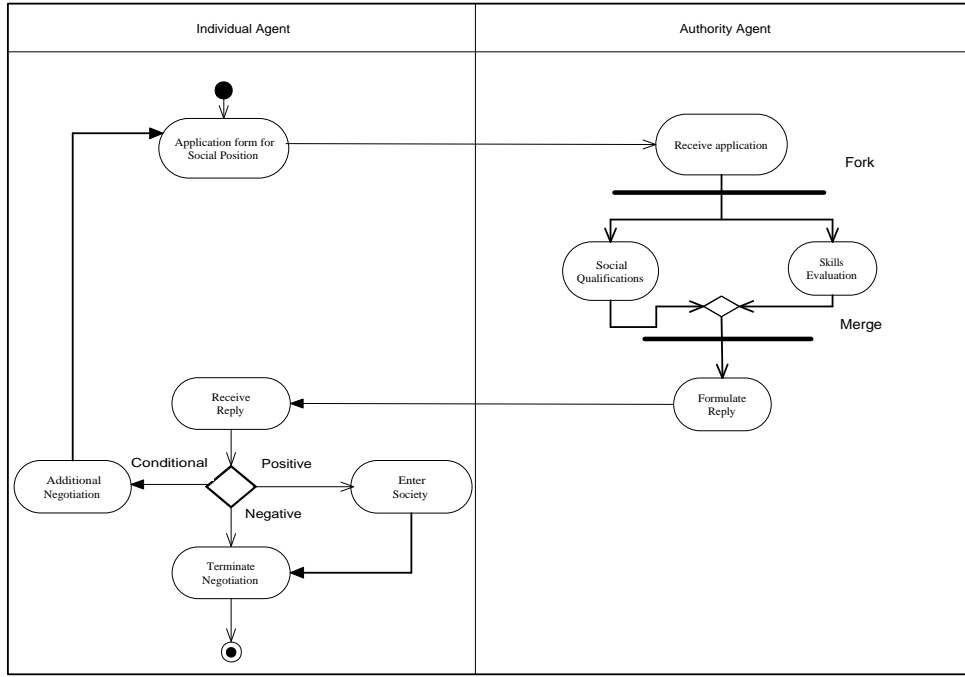 Individual Agent
Authority Agent
Application form for
Social Position
Receive application
Fork
Social
Qualifications
Skills
Evaluation
Merge
Receive
Reply
Formulate
Reply
Conditional
Positive
Additional
Negotiation
Enter
Society
Negative
Terminate
Negotiation